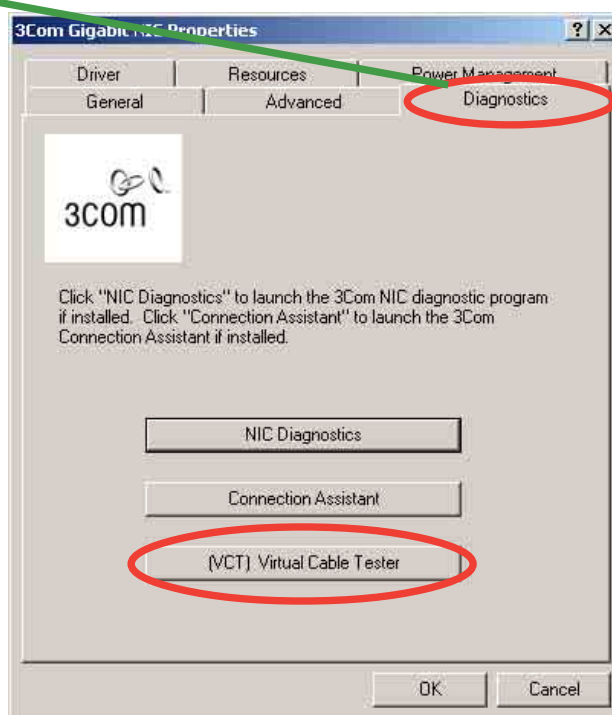 3Com Gigabit NIC Properties
Driver
Resources
Power Management
General
Advanced
Diagnostics
3COM
Click "NIC Diagnostics" to launch the 3Com NIC diagnostic program
if installed. Click "Connection Assistant" to launch the 3Com
Connection Assistant if installed.
NIC Diagnostics
Connection Assistant
(VCT) Virtual Cable Tester
OK
Cancel